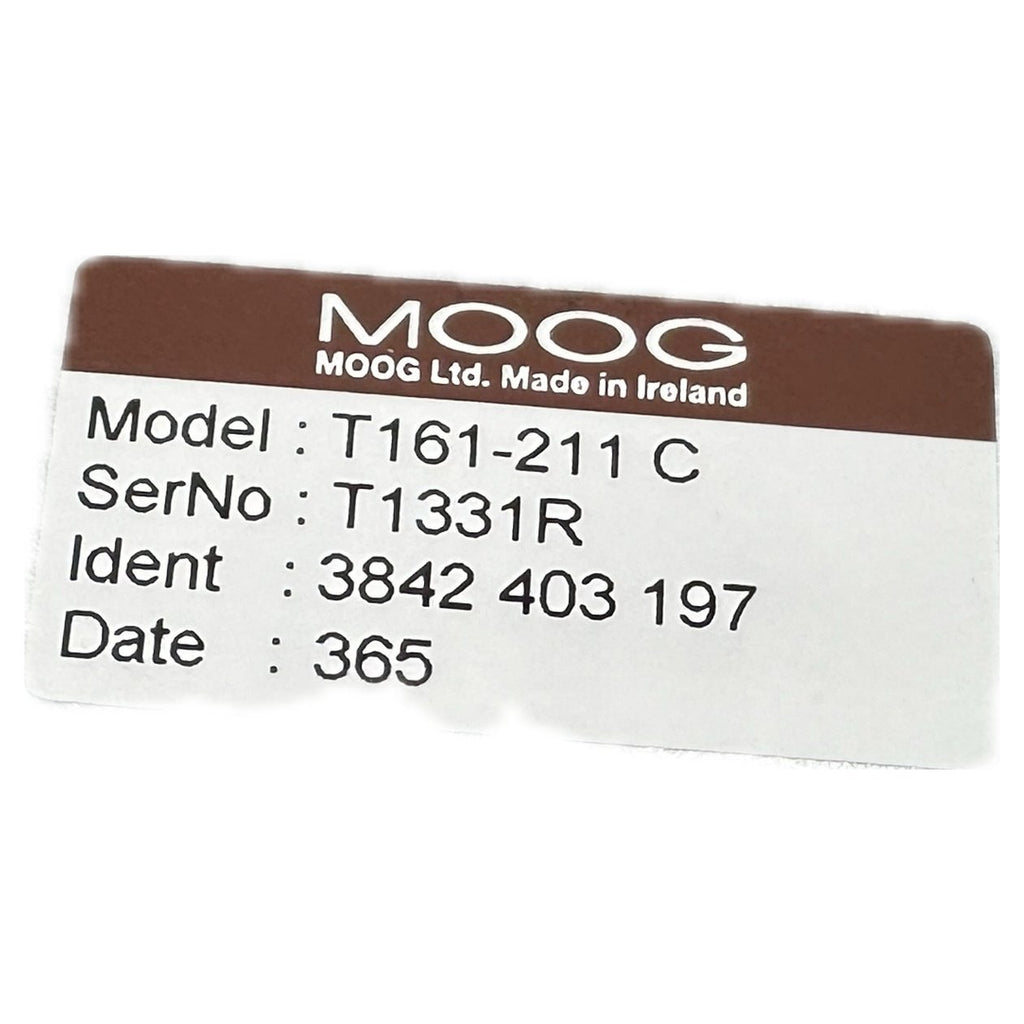 MOOG
MOOG Ltd. Made in Ireland
Model : T161-211 C
SerNo : T1331R
Ident : 3842 403 197
Date : 365